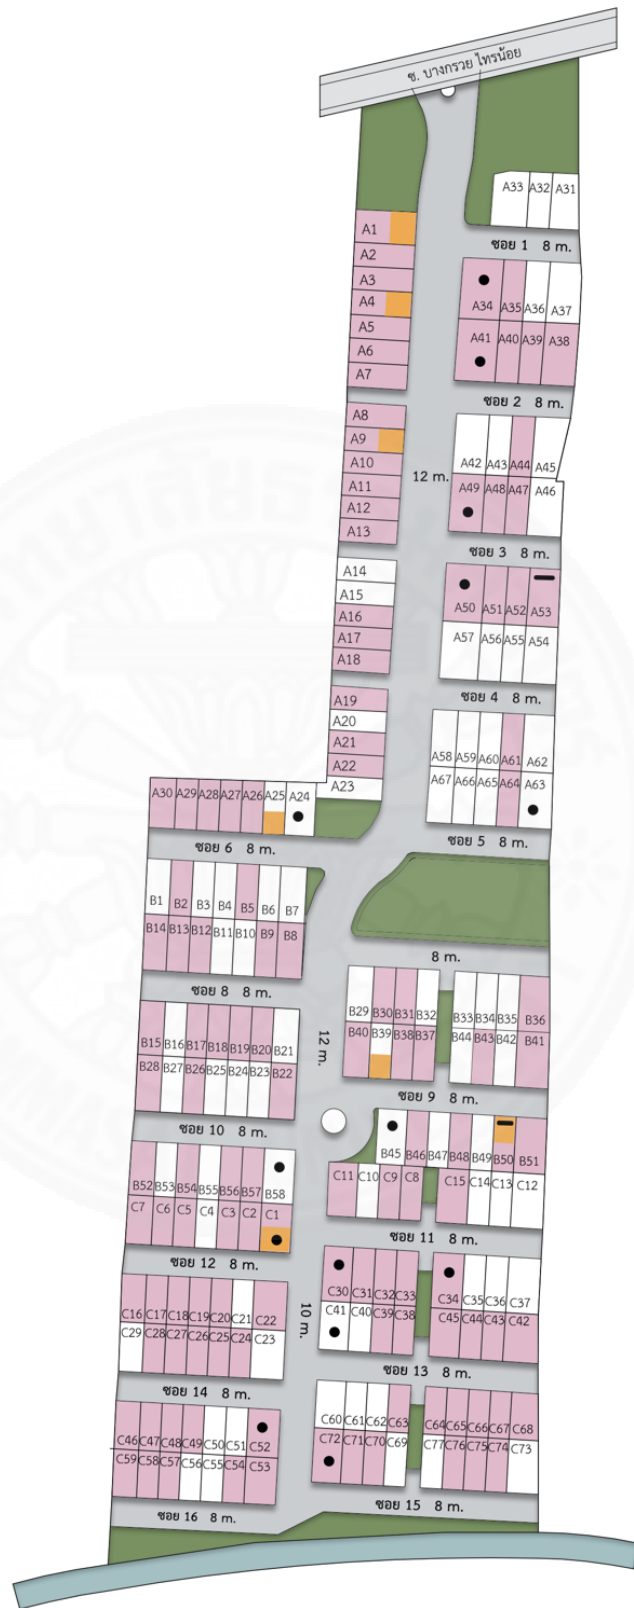 ซ. บางกรวย ไทรน้อย
A33 A32 A31
ซอย 1 8 m.
A1
A2
A3
A4
A5
A6
A7
A34 A35 A36 A37
A41 A40 A39 A38
ซอย 2 8 m.
A8
A9
A10
A11
A12
A13
12 m.
A42 A43 A44 A45
A49 A48 A47 A46
ซอย 3 8 m.
A14
A15
A16
A17
A18
A50 A51 A52 A53
A57 A56 A55 A54
ซอย 4 8 m.
A19
A20
A21
A22
A23
A58 A59 A60 A61 A62
A67 A66 A65 A64 A63
ซอย 5 8 m.
A30 A29 A28 A27 A26 A25 A24
ซอย 6 8 m.
B1 B2 B3 B4 B5 B6 B7
B14 B13 B12 B11 B10 B9 B8
ซอย 8 8 m.
8 m.
B29 B30 B31 B32 B33 B34 B35 B36
B40 B39 B38 B37 B44 B43 B42 B41
12 m.
B15 B16 B17 B18 B19 B20 B21
B28 B27 B26 B25 B24 B23 B22
ซอย 9 8 m.
ซอย 10 8 m.
B45 B46 B47 B48 B49 B50 B51
C11 C10 C9 C8 C15 C14 C13 C12
B52 B53 B54 B55 B56 B57 B58
C7 C6 C5 C4 C3 C2 C1
ซอย 11 8 m.
ซอย 12 8 m.
C30 C31 C32 C33 C34 C35 C36 C37
C41 C40 C39 C38 C45 C44 C43 C42
10 m.
C16 C17 C18 C19 C20 C21 C22
C29 C28 C27 C26 C25 C24 C23
ซอย 13 8 m.
ซอย 14 8 m.
C60 C61 C62 C63 C64 C65 C66 C67 C68
C72 C71 C70 C69 C77 C76 C75 C74 C73
C46 C47 C48 C49 C50 C51 C52
C59 C58 C57 C56 C55 C54 C53
ซอย 15 8 m.
ซอย 16 8 m.